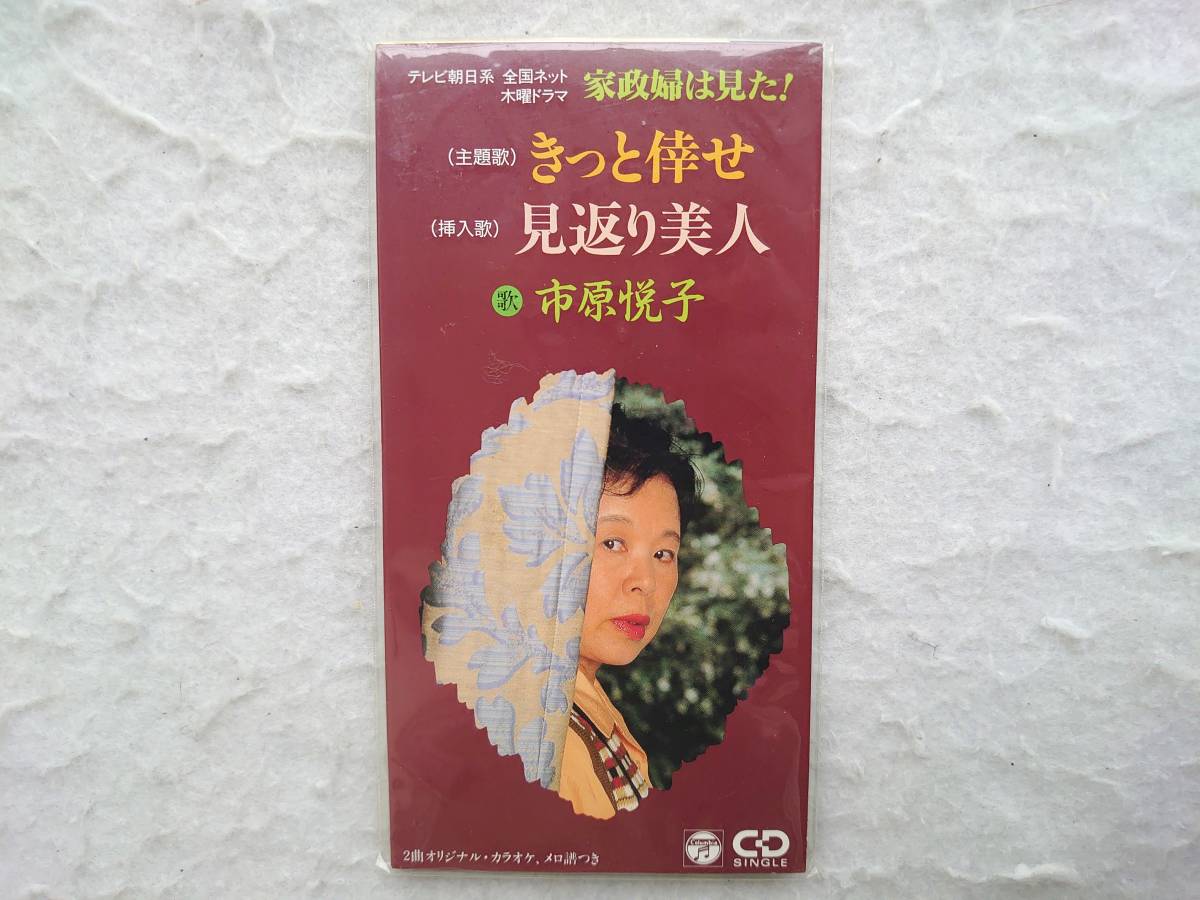 テレビ朝日系 全国ネット
木曜ドラマ
家政婦は見た!
(主題歌) きっと倖せ
(挿入歌) 見返り美人
歌 市原悦子
2曲オリジナル・カラオケ、メロ譜つき
Columbia
CD
SINGLE